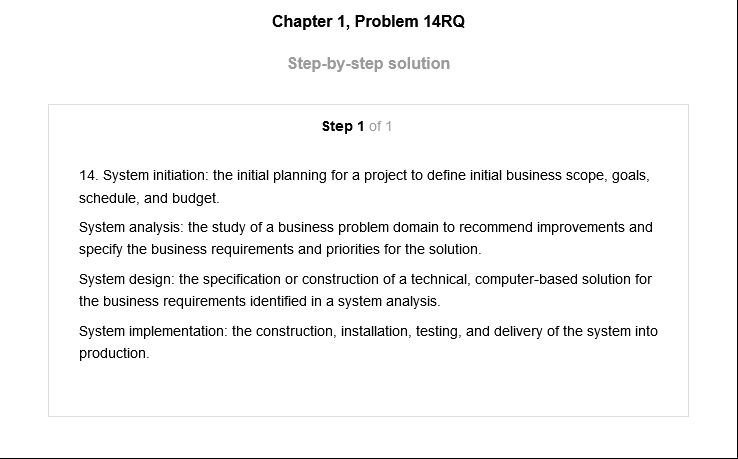 Chapter 1, Problem 14RQ
Step-by-step solution
Step 1 of 1
14. System initiation: the initial planning for a project to define initial business scope, goals,
schedule, and budget.
System analysis: the study of a business problem domain to recommend improvements and
specify the business requirements and priorities for the solution.
System design: the specification or construction of a technical, computer-based solution for
the business requirements identified in a system analysis.
System implementation: the construction, installation, testing, and delivery of the system into
production.